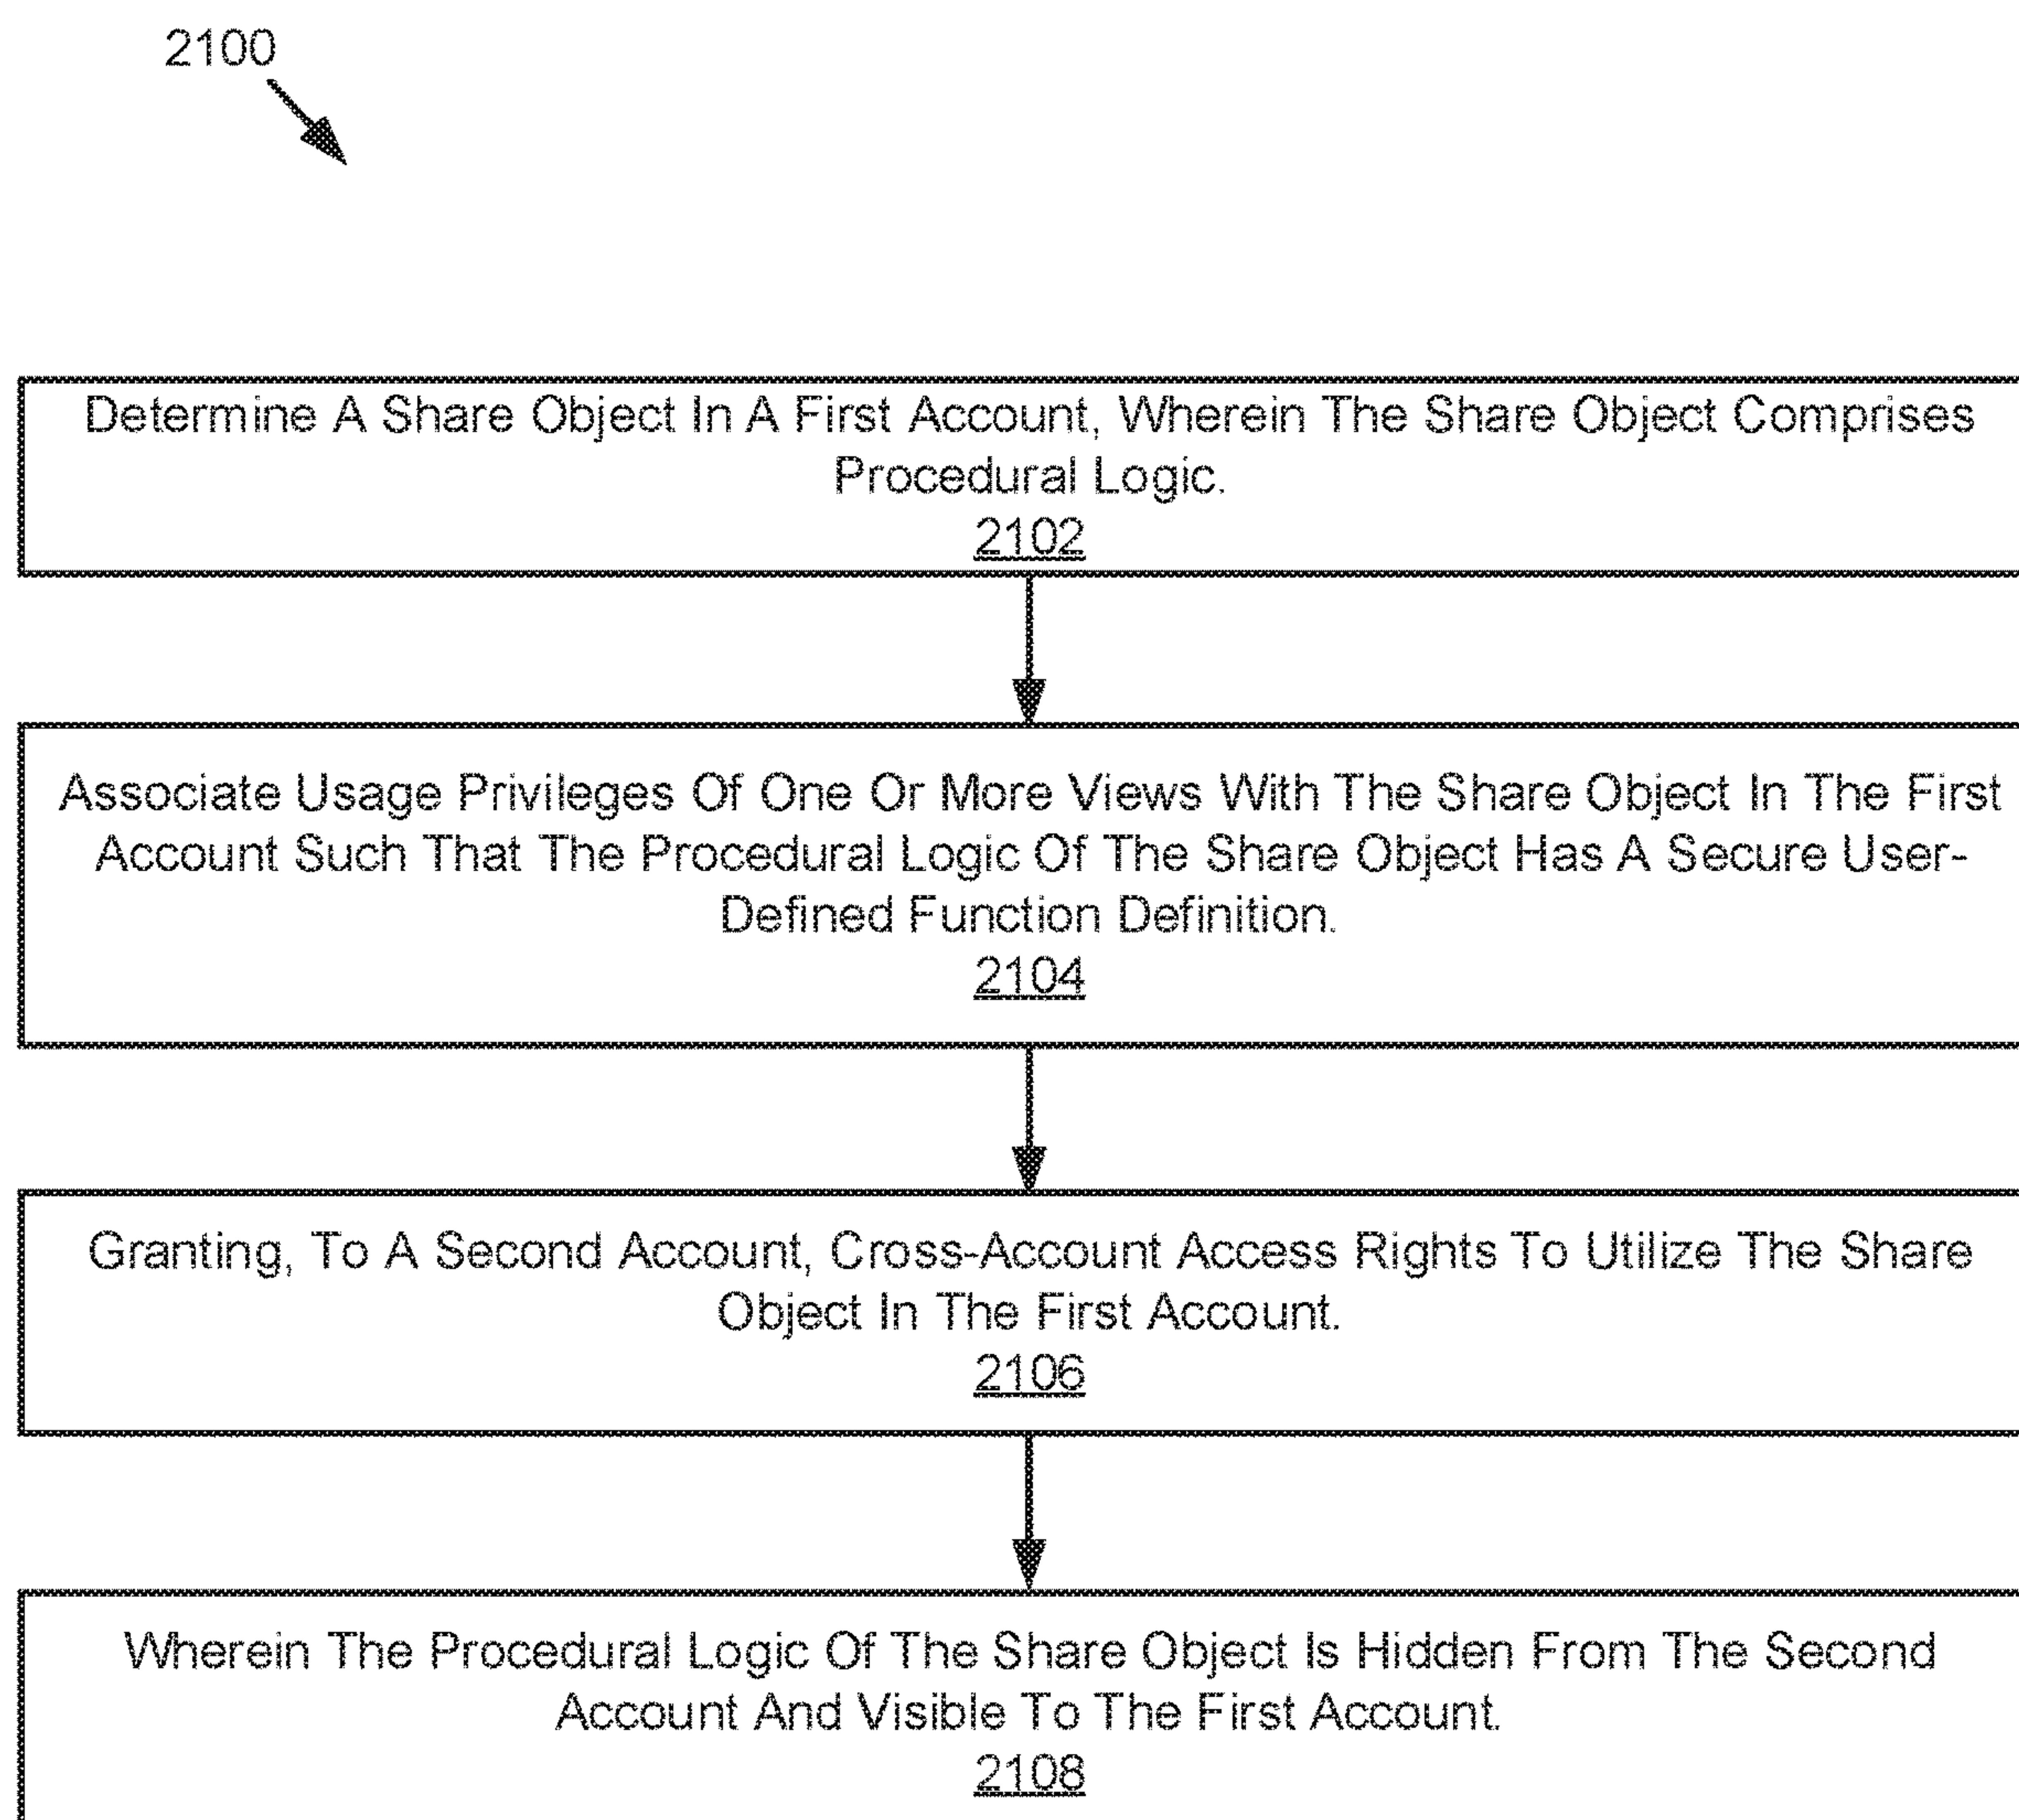 2100
Determine A Share Object In A First Account, Wherein The Share Object Comprises
Procedural Logic.
2102
Associate Usage Privileges Of One Or More Views With The Share Object In The First
Account Such That The Procedural Logic Of The Share Object Has A Secure User-
Defined Function Definition.
2104
Granting, To A Second Account, Cross-Account Access Rights To Utilize The Share
Object In The First Account.
2106
Wherein The Procedural Logic Of The Share Object Is Hidden From The Second
Account And Visible To The First Account.
2108